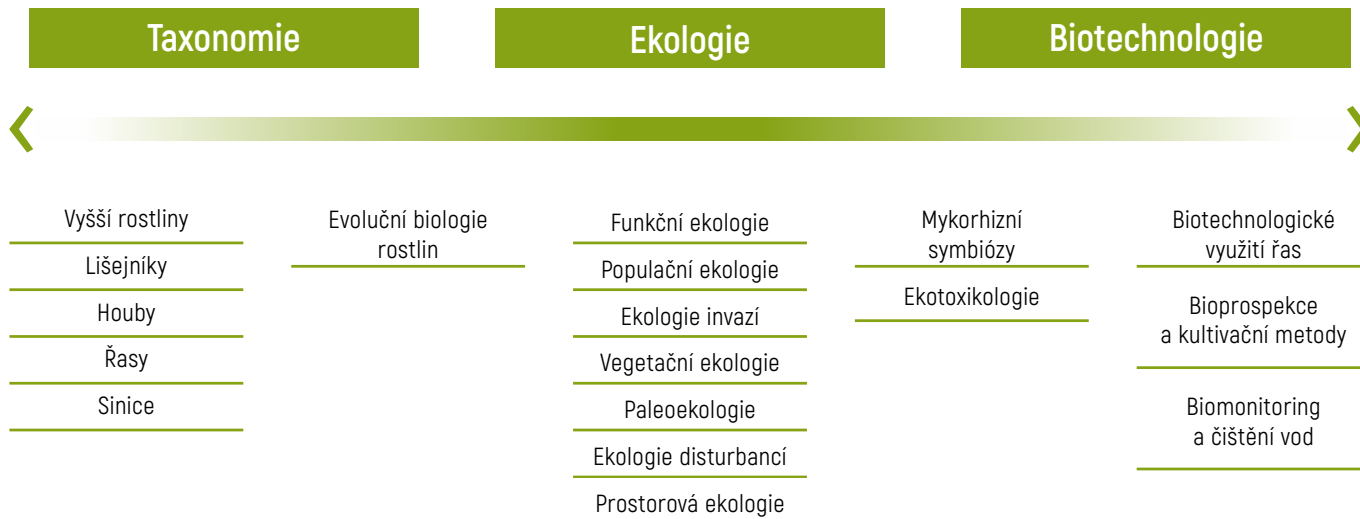 Taxonomie
Ekologie
Biotechnologie
Vyšší rostliny
Lišejníky
Houby
Řasy
Sinice
Evoluční biologie
rostlin
Funkční ekologie
Populační ekologie
Ekologie invazí
Vegetační ekologie
Paleoekologie
Ekologie disturbancí
Prostorová ekologie
Mykorhizní
symbiózy
Ekotoxikologie
Biotechnologické
využití řas
Bioprospekce
a kultivační metody
Biomonitoring
a čištění vod